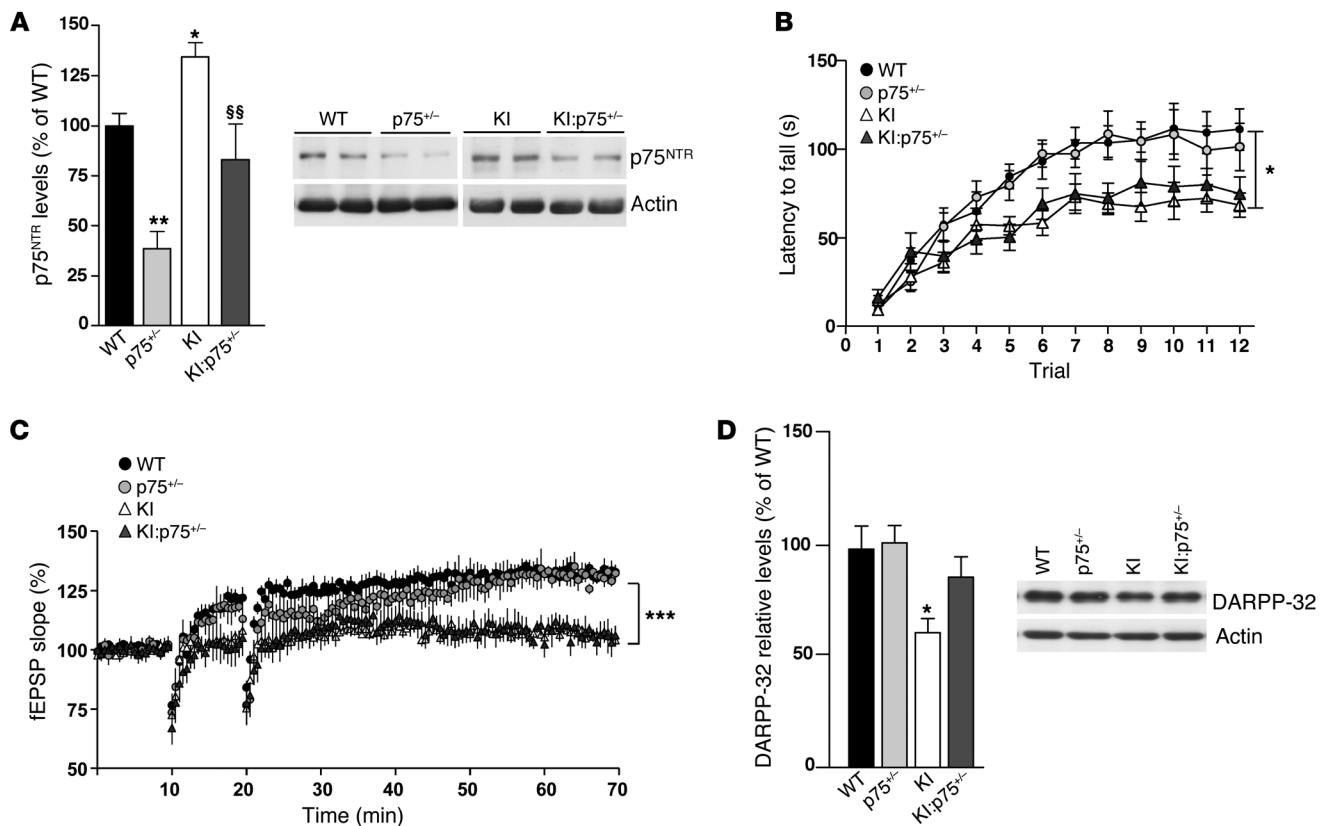 A
p75NTR levels (% of WT)
150
125
100
75
50
25
0
*
**
§§
WT
p75+/–
KI
KI:p75+/–
WT p75+/– KI KI:p75+/–
p75NTR
Actin
B
Latency to fall (s)
150
100
50
0
WT
p75+/–
KI
KI:p75+/–
*
0 1 2 3 4 5 6 7 8 9 10 11 12
Trial
C
WT
p75+/–
KI
KI:p75+/–
fEPSP slope (%)
150
125
100
75
50
***
10 20 30 40 50 60 70
Time (min)
D
DARPP-32 relative levels (% of WT)
150
100
50
0
*
WT
p75+/–
KI
KI:p75+/–
WT
p75+/–
KI
KI:p75+/–
DARPP-32
Actin